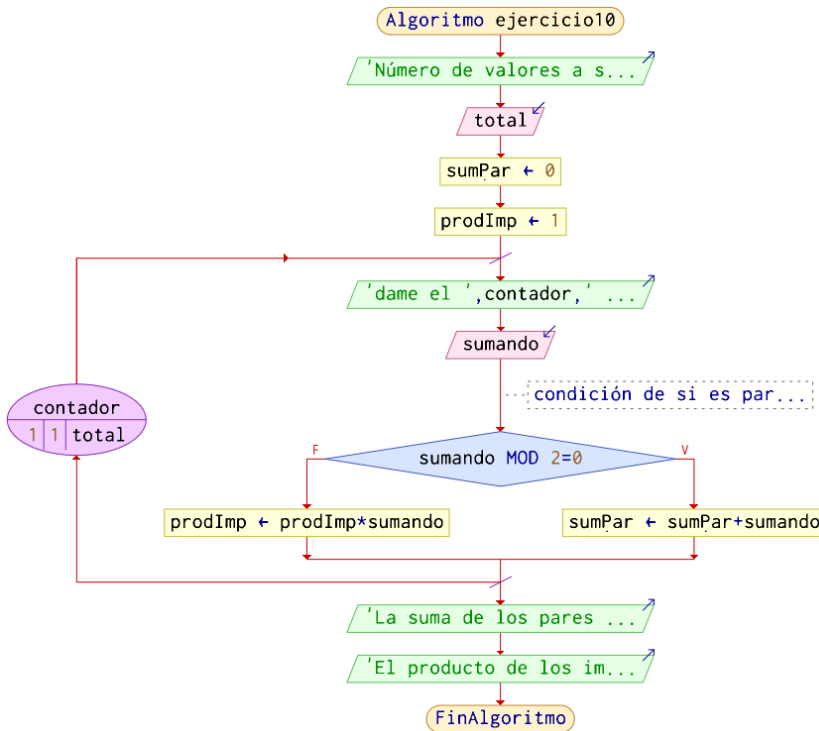 Algoritmo ejercicio10
'Número de valores a s...
total
sumPar ← 0
prodImp ← 1
'dame el ',contador,' ...
sumando
condición de si es par...
contador
1 1 total
F
V
sumando MOD 2=0
prodImp ← prodImp*sumando
sumPar ← sumPar+sumando
'La suma de los pares ...
'El producto de los im...
FinAlgoritmo